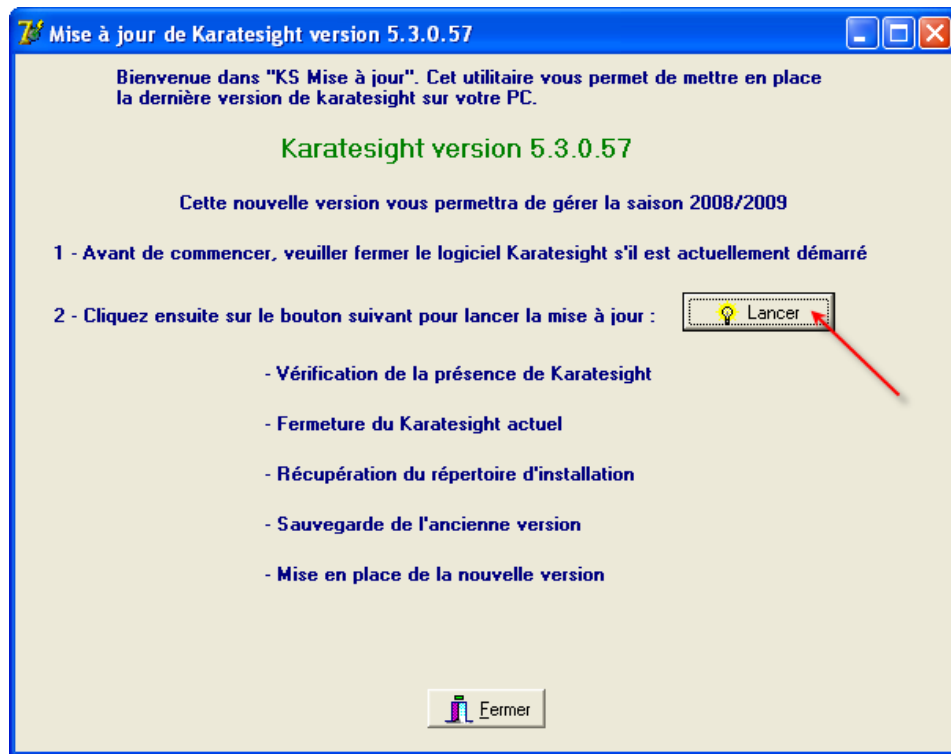 Mise à jour de Karatesight version 5.3.0.57
Bienvenue dans "KS Mise à jour". Cet utilitaire vous permet de mettre en place
la dernière version de karatesight sur votre PC.
Karatesight version 5.3.0.57
Cette nouvelle version vous permettra de gérer la saison 2008/2009
1 - Avant de commencer, veuiller fermer le logiciel Karatesight s'il est actuellement démarré
2 - Cliquez ensuite sur le bouton suivant pour lancer la mise à jour : Lancer
- Vérification de la présence de Karatesight
- Fermeture du Karatesight actuel
- Récupération du répertoire d'installation
- Sauvegarde de l'ancienne version
- Mise en place de la nouvelle version
Fermer